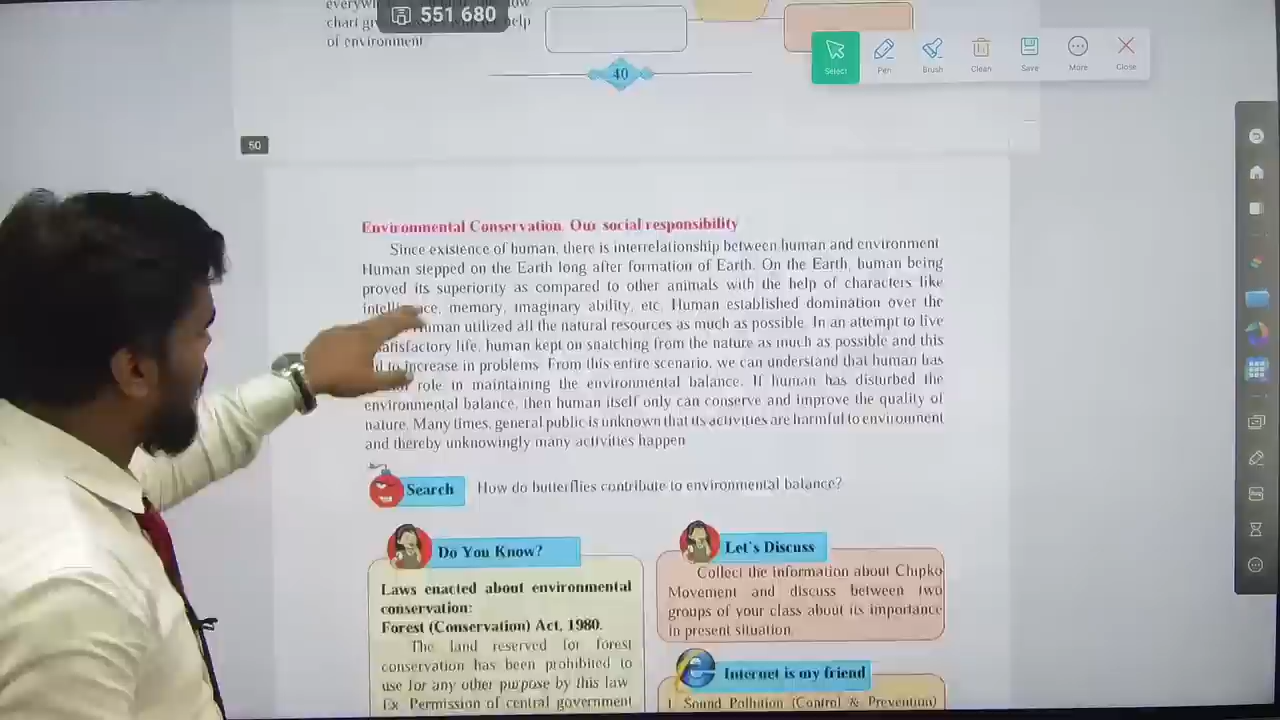 everyw
551 680
chart gr
help
of environment
40
Select
Pen
Brush
Clean
Save
More
Close
50
Environmental Conservation. Our social responsibility
Since existence of human, there is interrelationship between human and environment
Human stepped on the Earth long after formation of Earth. On the Earth, human being
proved its superiority as compared to other animals with the help of characters like
memory, imaginary ability, etc. Human established domination over the
Human utilized all the natural resources as much as possible. In an attempt to live
satisfactory life, human kept on snatching from the nature as much as possible and this
to increase in problems. From this entire scenario, we can understand that human has
role in maintaining the environmental balance. If human has disturbed the
environmental balance, then human itself only can conserve and improve the quality of
nature. Many times, general public is unknown that its activities are harmful to environment
and thereby unknowingly many activities happen
Search
How do butterflies contribute to environmental balance?
Do You Know?
Laws enacted about environmental
conservation:
Forest (Conservation) Act, 1980.
The land reserved for forest
conservation has been prohibited to
use for any other purpose by this law
Ex Permission of central government
Let's Discuss
Collect the information about Chipko
Movement and discuss between two
groups of your class about its importance
in present situation.
Internet is my friend
1. Sound Pollution (Control & Prevention)